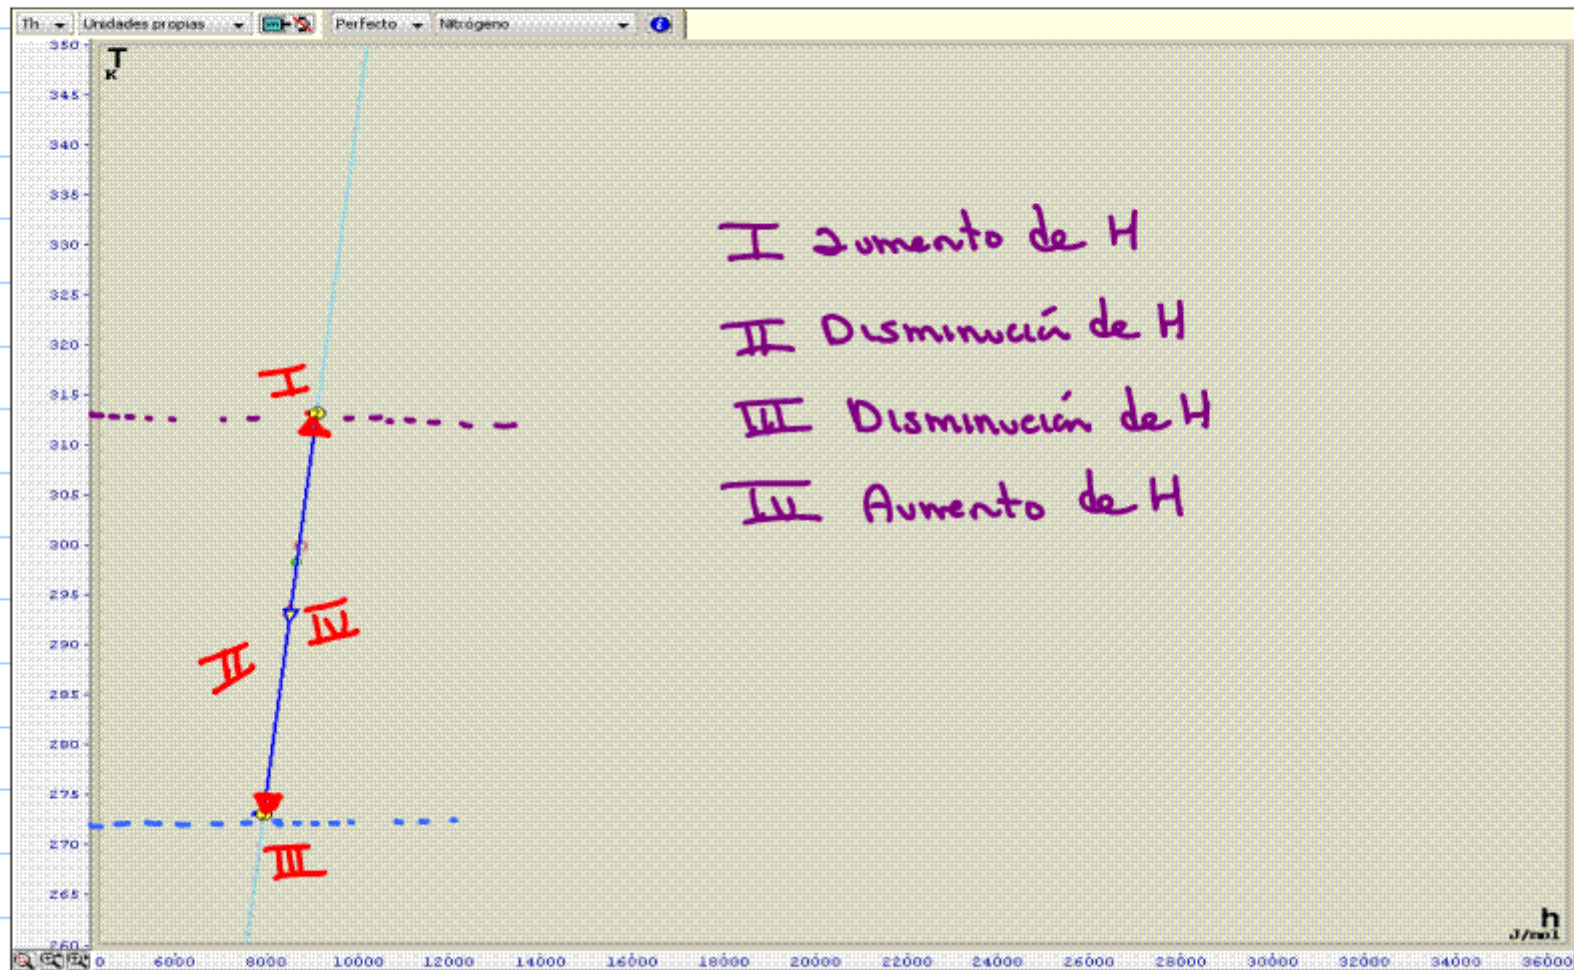 Th Unidades propias Perfecto Nitrógeno
T
K
350
345
340
335
330
325
320
315
310
305
300
295
290
285
280
275
270
265
260
I aumento de H
II Disminución de H
III Disminución de H
IV Aumento de H
I
IV
II
III
h
J/mol
0 6000 8000 10000 12000 14000 16000 18000 20000 22000 24000 26000 28000 30000 32000 34000 36000